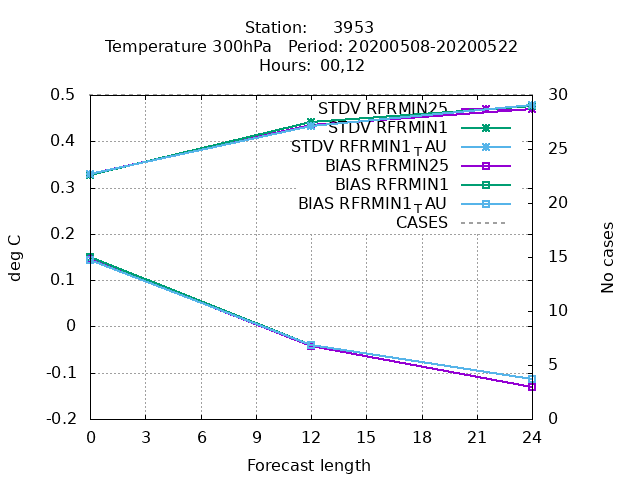 Station: 3953
Temperature 300hPa Period: 20200508-20200522
Hours: 00,12
0.5
0.4
0.3
0.2
0.1
0
-0.1
-0.2
deg C
30
25
20
15
10
5
0
No cases
STDV RFRMIN25
STDV RFRMIN1
STDV RFRMIN1TAU
BIAS RFRMIN25
BIAS RFRMIN1
BIAS RFRMIN1TAU
CASES
0 3 6 9 12 15 18 21 24
Forecast length